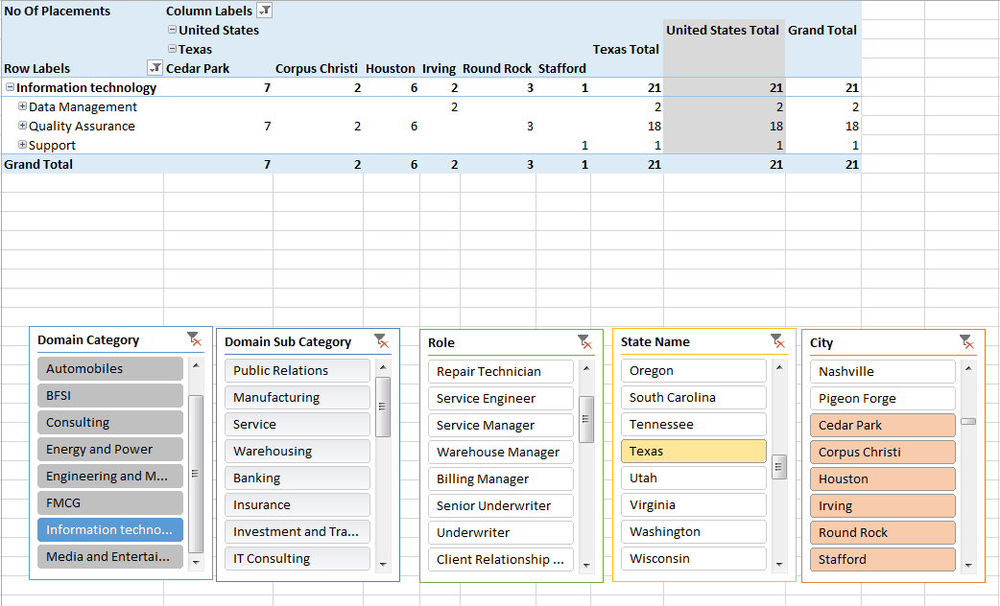 No Of Placements Column Labels
United States United States Total Grand Total
Texas Texas Total
Row Labels Cedar Park Corpus Christi Houston Irving Round Rock Stafford
Information technology 7 2 6 2 3 1 21 21 21
Data Management 2 2 2 2
Quality Assurance 7 2 6 3 18 18 18
Support 1 1 1 1
Grand Total 7 2 6 2 3 1 21 21 21
Domain Category
Automobiles
BFSI
Consulting
Energy and Power
Engineering and M...
FMCG
Information techno...
Media and Entertai...
Domain Sub Category
Public Relations
Manufacturing
Service
Warehousing
Banking
Insurance
Investment and Tra...
IT Consulting
Role
Repair Technician
Service Engineer
Service Manager
Warehouse Manager
Billing Manager
Senior Underwriter
Underwriter
Client Relationship ...
State Name
Oregon
South Carolina
Tennessee
Texas
Utah
Virginia
Washington
Wisconsin
City
Nashville
Pigeon Forge
Cedar Park
Corpus Christi
Houston
Irving
Round Rock
Stafford